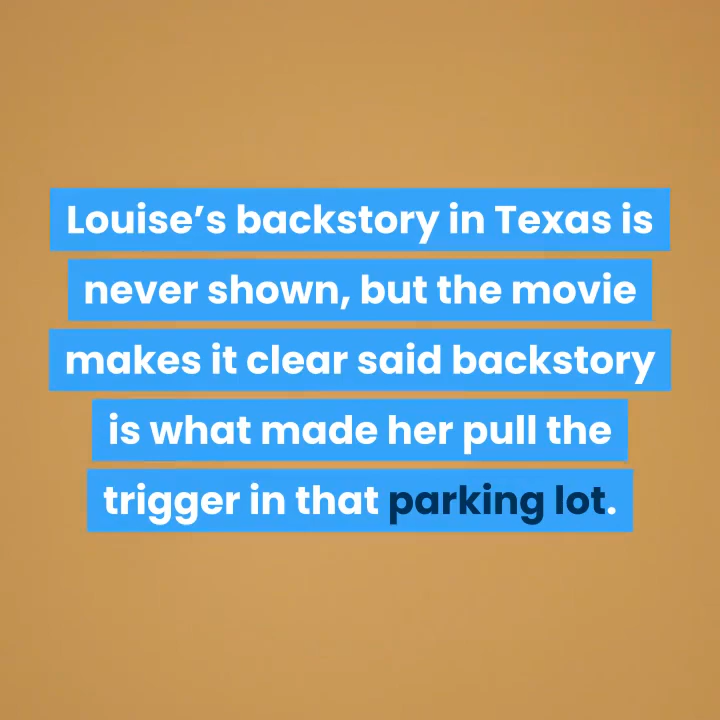 Louise’s backstory in Texas is
never shown, but the movie
makes it clear said backstory
is what made her pull the
trigger in that parking lot.